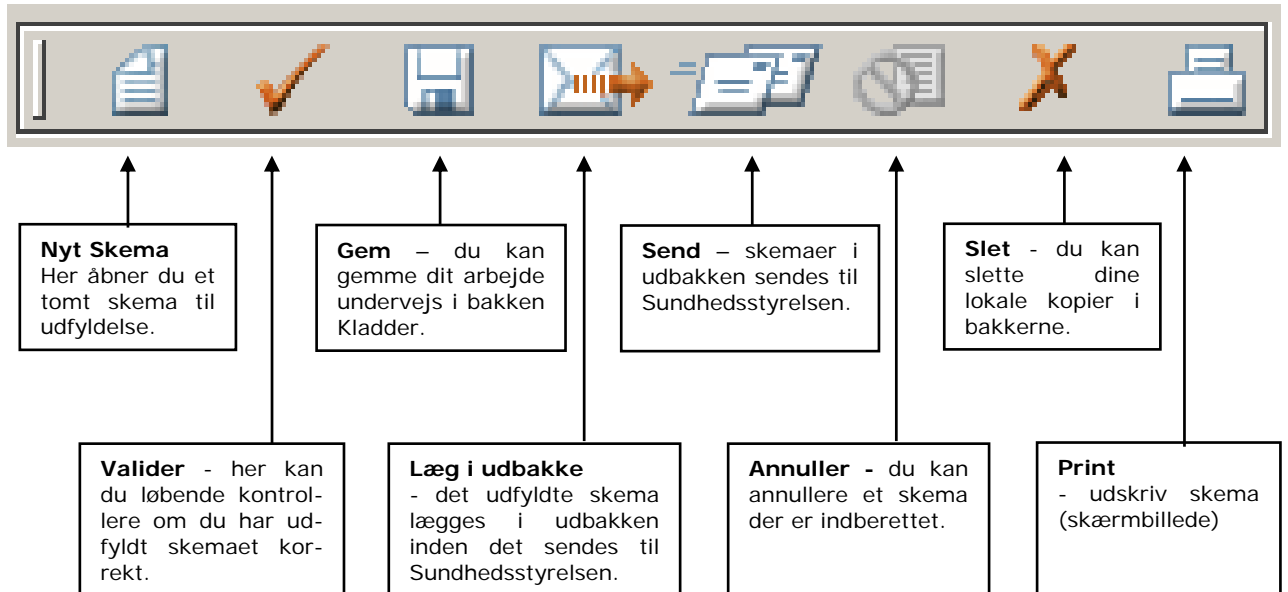 Nyt Skema
Her åbner du et
tomt skema til
udfyldelse.
Gem – du kan
gemme dit arbejde
undervejs i bakken
Kladder.
Send – skemaer i
udbakken sendes til
Sundhedsstyrelsen.
Slet - du kan
slette dine
lokale kopier i
bakkerne.
Valider - her kan
du løbende kontrol-
lere om du har ud-
fyldt skemaet kor-
rekt.
Læg i udbakke
- det udfyldte skema
lægges i udbakken
inden det sendes til
Sundhedsstyrelsen.
Annuller - du kan
annullere et skema
der er indberettet.
Print
- udskriv skema
(skærmbillede)